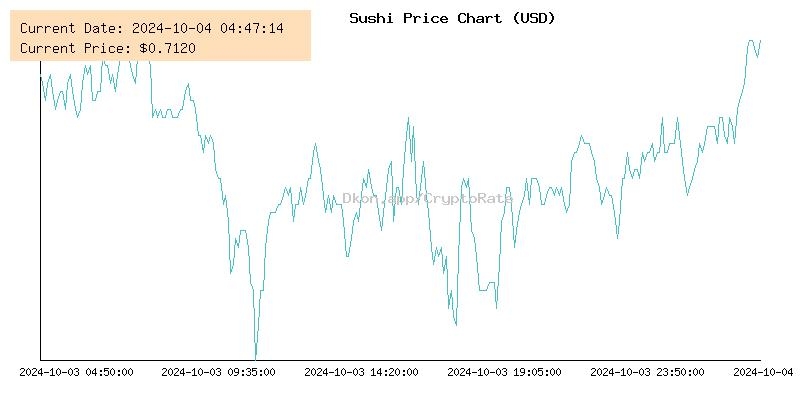 Sushi Price Chart (USD)
Current Date: 2024-10-04 04:47:14
Current Price: $0.7120
Dkon.app/CryptoRate
2024-10-03 04:50:00 2024-10-03 09:35:00 2024-10-03 14:20:00 2024-10-03 19:05:00 2024-10-03 23:50:00 2024-10-04